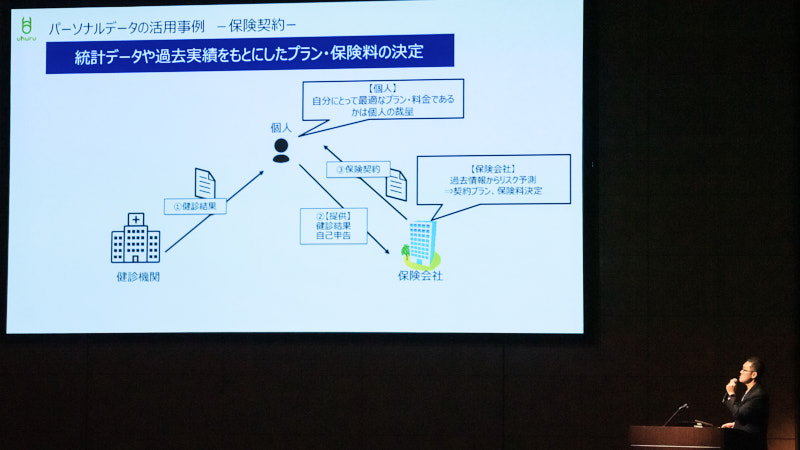 uhuru
パーソナルデータの活用事例 －保険契約－
統計データや過去実績をもとにしたプラン・保険料の決定
【個人】
自分にとって最適なプラン・料金である
かは個人の裁量
個人
③保険契約
【保険会社】
過去情報からリスク予測
⇒契約プラン、保険料決定
①健診結果
②【提供】
健診結果
自己申告
健診機関
保険会社